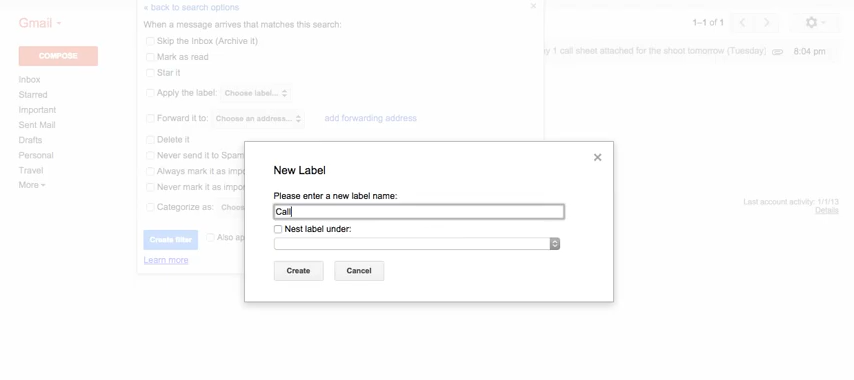 « back to search options
Gmail
1–1 of 1
When a message arrives that matches this search:
Skip the Inbox (Archive it)
COMPOSE
y 1 call sheet attached for the shoot tomorrow (Tuesday)
8:04 pm
Mark as read
Star it
Inbox
Apply the label: Choose label...
Starred
Important
Forward it to: Choose an address... add forwarding address
Sent Mail
Drafts
Delete it
Personal
Never send it to Spam
Travel
Always mark it as impo
More
Never mark it as impor
Categorize as: Choos
Create filter
Also ap
Learn more
New Label
Please enter a new label name:
Call
Nest label under:
Create
Cancel
Last account activity: 1/1/13
Details